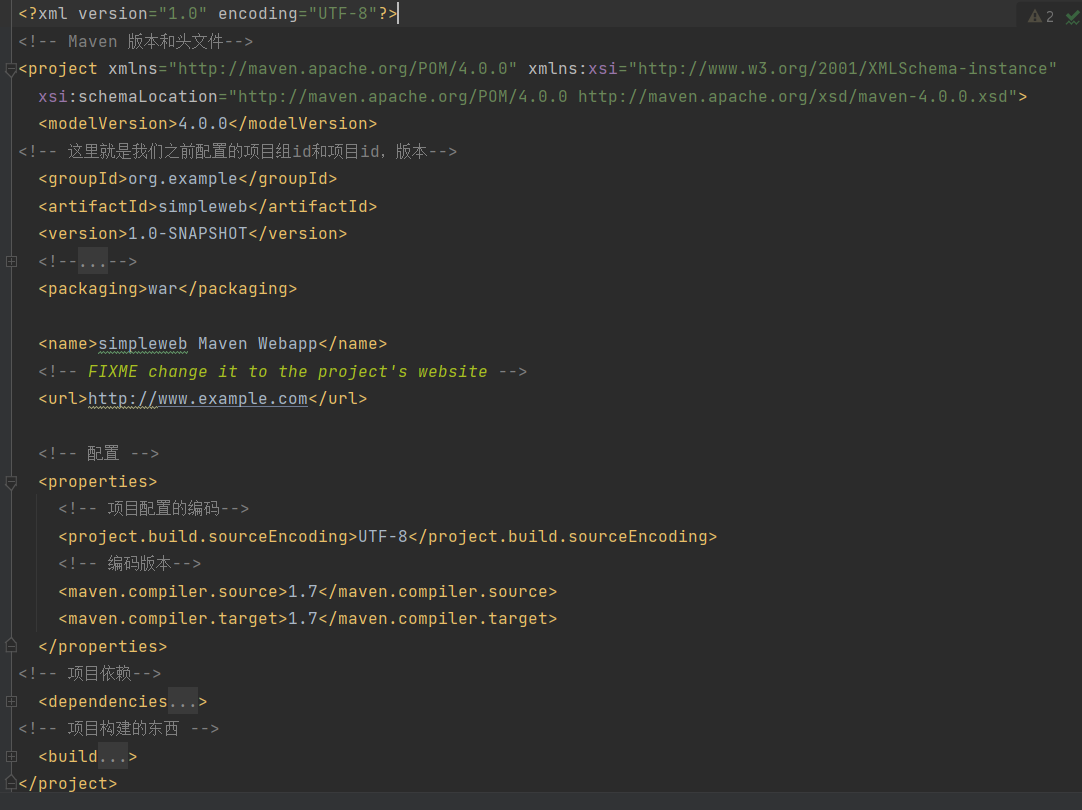 <?xml version="1.0" encoding="UTF-8"?>
<!-- Maven 版本和头文件-->
<project xmlns="http://maven.apache.org/POM/4.0.0" xmlns:xsi="http://www.w3.org/2001/XMLSchema-instance"
  xsi:schemaLocation="http://maven.apache.org/POM/4.0.0 http://maven.apache.org/xsd/maven-4.0.0.xsd">
  <modelVersion>4.0.0</modelVersion>
<!-- 这里就是我们之前配置的项目组id和项目id，版本-->
  <groupId>org.example</groupId>
  <artifactId>simpleweb</artifactId>
  <version>1.0-SNAPSHOT</version>
  <!--...-->
  <packaging>war</packaging>

  <name>simpleweb Maven Webapp</name>
  <!-- FIXME change it to the project's website -->
  <url>http://www.example.com</url>

  <!-- 配置 -->
  <properties>
    <!-- 项目配置的编码-->
    <project.build.sourceEncoding>UTF-8</project.build.sourceEncoding>
    <!-- 编码版本-->
    <maven.compiler.source>1.7</maven.compiler.source>
    <maven.compiler.target>1.7</maven.compiler.target>
  </properties>
<!-- 项目依赖-->
  <dependencies...>
<!-- 项目构建的东西 -->
  <build...>
</project>
2